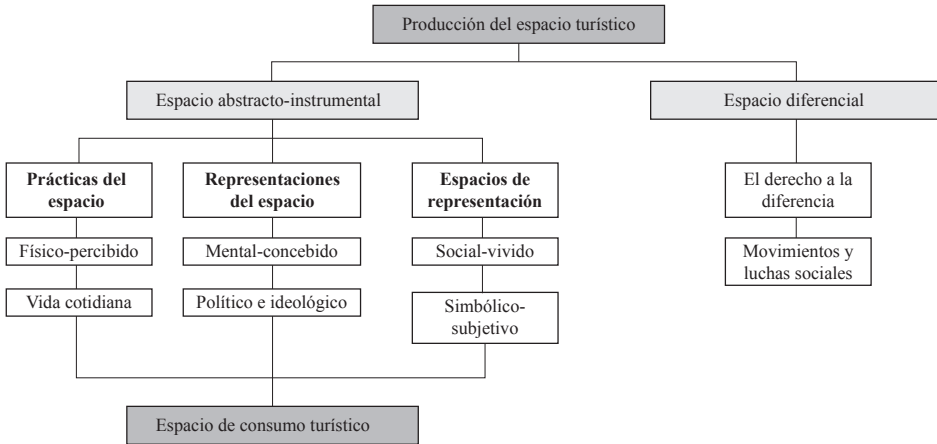 Producción del espacio turístico
Espacio abstracto-instrumental
Espacio diferencial
Prácticas del
espacio
Representaciones
del espacio
Espacios de
representación
El derecho a la
diferencia
Físico-percibido
Mental-concebido
Social-vivido
Movimientos y
luchas sociales
Vida cotidiana
Político e ideológico
Simbólico-
subjetivo
Espacio de consumo turístico